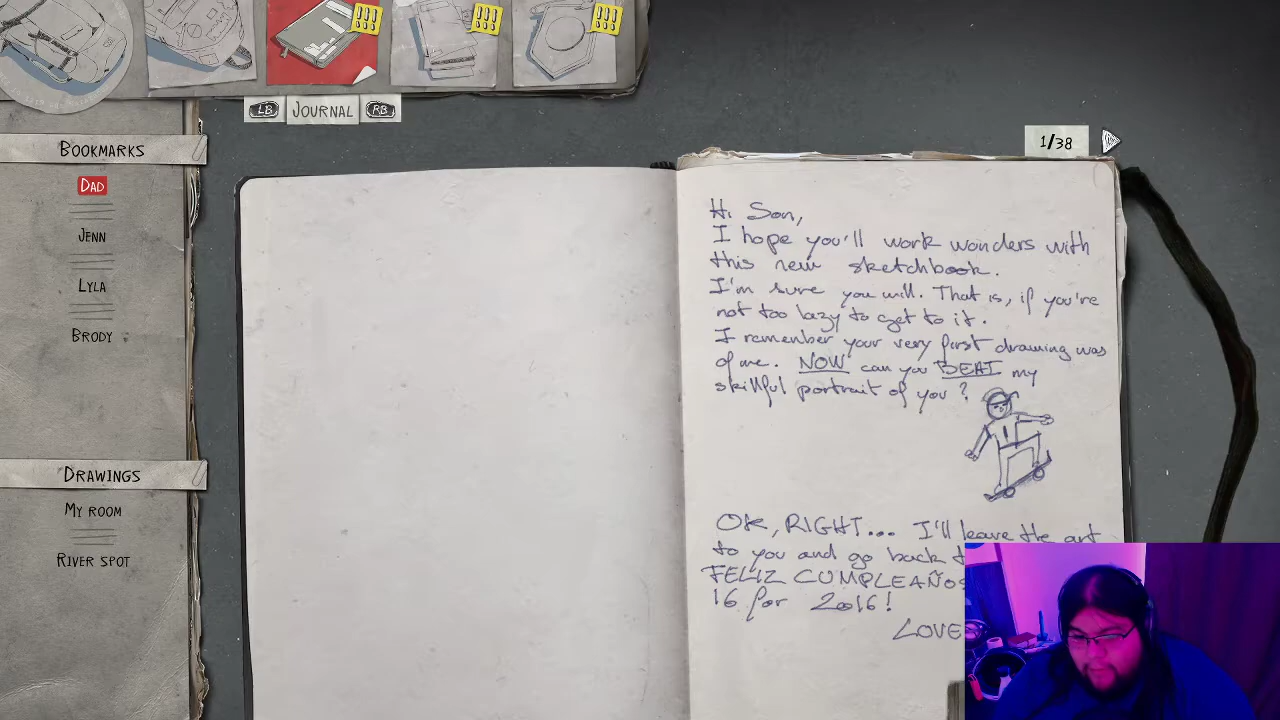 LB JOURNAL RB
BOOKMARKS
DAD
JENN
LYLA
BRODY
DRAWINGS
MY ROOM
RIVER SPOT
1/38
Hi Son,
I hope you'll work wonders with
this new sketchbook.
I'm sure you will. That is, if you're
not too lazy to get to it.
I remember your very first drawing was
of me. NOW can you BEAT my
skillful portrait of you?
OK, RIGHT... I'll leave the art
to you and go back
FELIZ CUMPLEAÑOS
16 for 2016!
LOVE